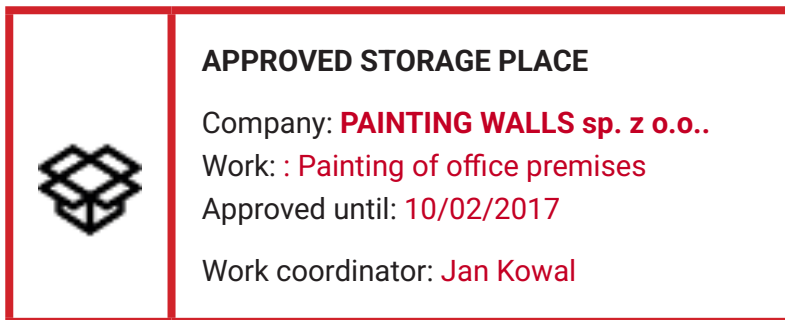 APPROVED STORAGE PLACE
Company: PAINTING WALLS sp. z o.o..
Work: : Painting of office premises
Approved until: 10/02/2017
Work coordinator: Jan Kowal